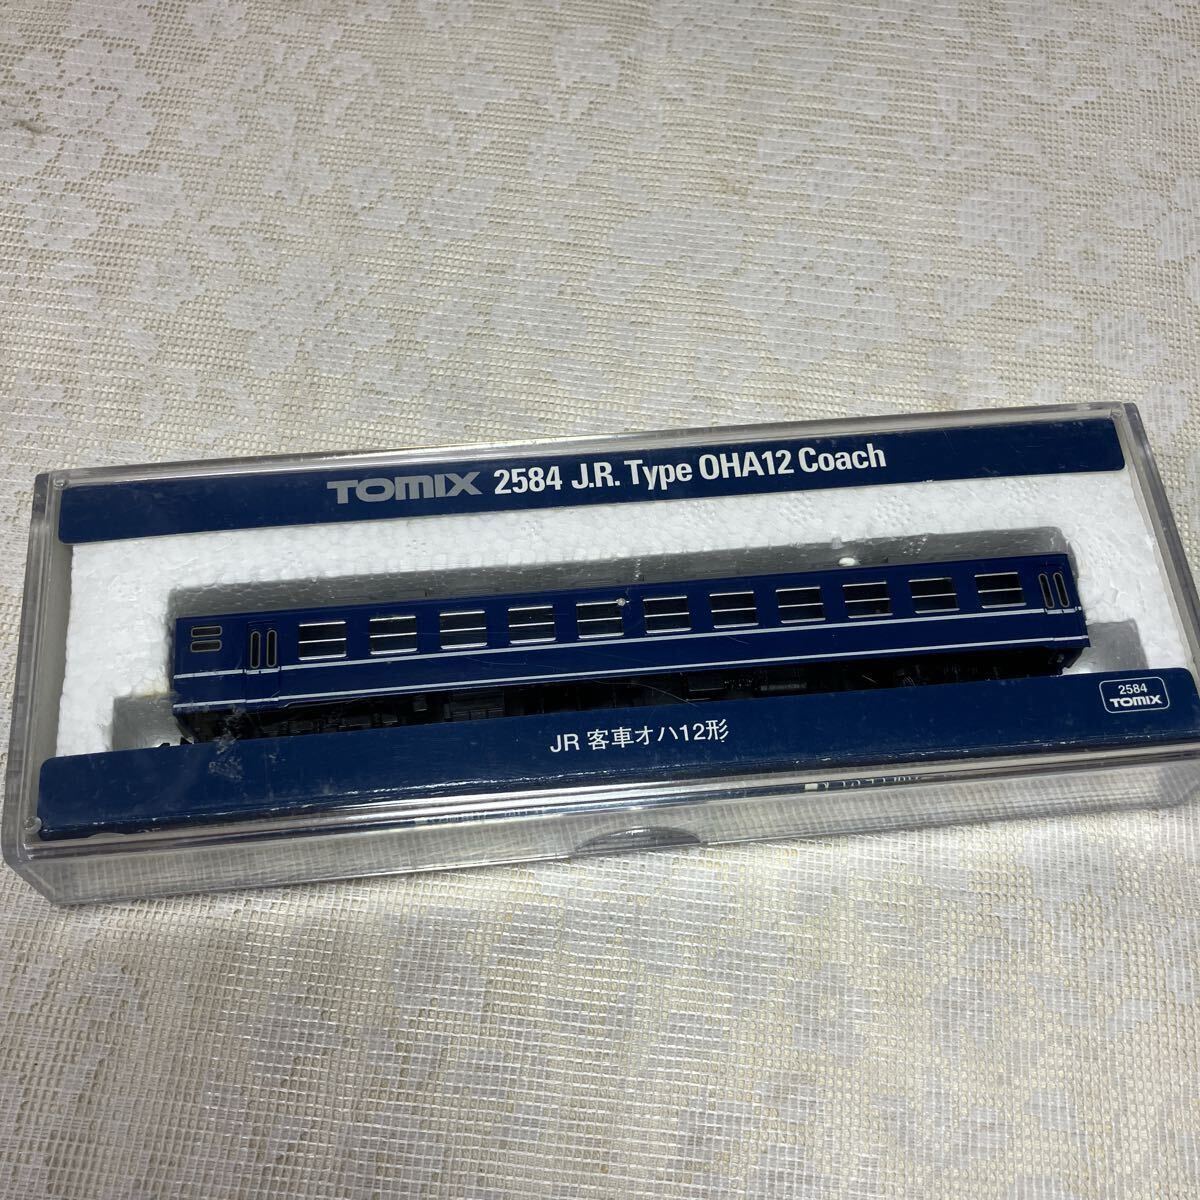 TOMIX 2584 J.R. Type OHA12 Coach
JR 客車オハ12形
2584
TOMIX